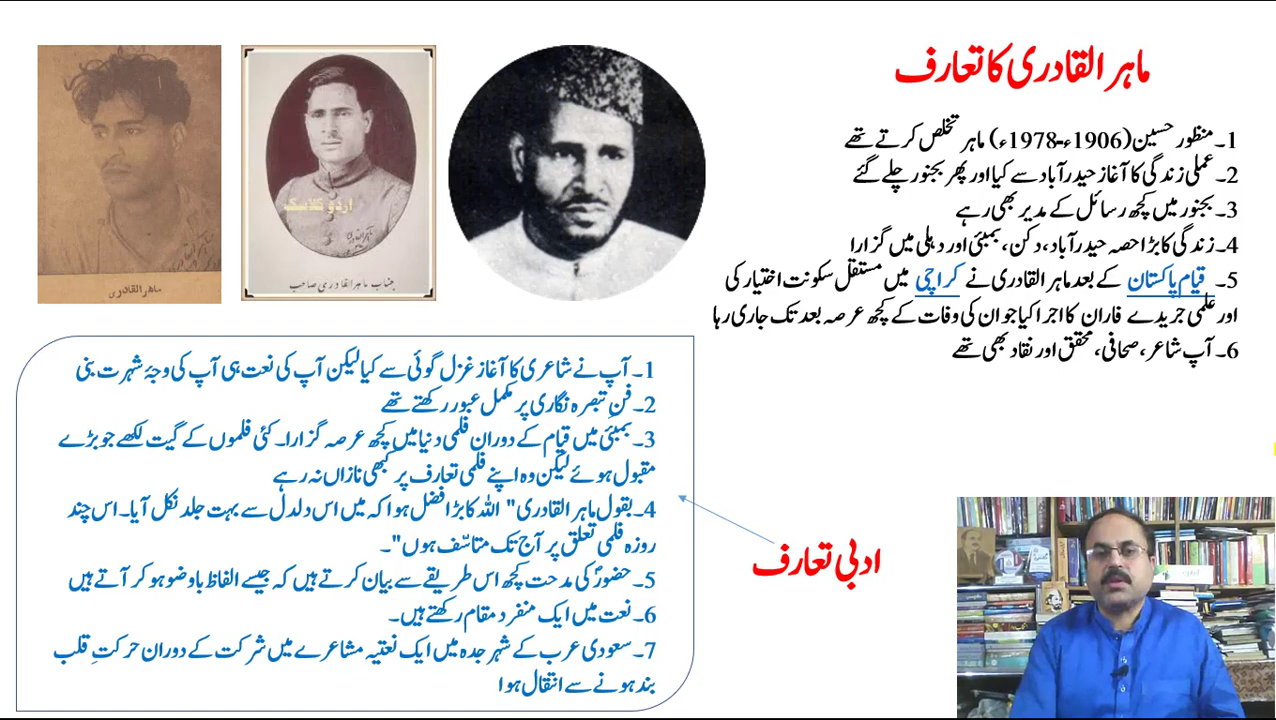 ماہر القادری کا تعارف
1۔ منظور حسین (1906ء-1978ء) ماہر تخلص کرتے تھے
2۔ عملی زندگی کا آغاز حیدرآباد سے کیا اور پھر بجنور چلے گئے
3۔ بجنور میں کچھ رسائل کے مدیر بھی رہے
4۔ زندگی کا بڑا حصہ حیدرآباد، دکن، بمبئی اور دہلی میں گزارا
5۔ قیام پاکستان کے بعد ماہر القادری نے کراچی میں مستقل سکونت اختیار کی
اور علمی جریدے فاران کا اجرا کیا جو ان کی وفات کے کچھ عرصہ بعد تک جاری رہا
6۔ آپ شاعر، صحافی، محقق اور نقاد بھی تھے
ماہر القادری
اردو کلاسک
جناب ماہر القادری صاحب
ادبی تعارف
1۔ آپ نے شاعری کا آغاز غزل گوئی سے کیا لیکن آپ کی نعت ہی آپ کی وجۂ شہرت بنی
2۔ فنِ تبصرہ نگاری پر مکمل عبور رکھتے تھے
3۔ بمبئی میں قیام کے دوران فلمی دنیا میں کچھ عرصہ گزارا۔ کئی فلموں کے گیت لکھے جو بڑے
مقبول ہوئے لیکن وہ اپنے فلمی تعارف پر کبھی نازاں نہ رہے
4۔ بقول ماہر القادری" اللہ کا بڑا فضل ہوا کہ میں اس دلدل سے بہت جلد نکل آیا۔ اس چند
روزہ فلمی تعلق پر آج تک متاسّف ہوں"۔
5۔ حضورؐ کی مدحت کچھ اس طریقے سے بیان کرتے ہیں کہ جیسے الفاظ باوضو ہو کر آتے ہیں
6۔ نعت میں ایک منفرد مقام رکھتے ہیں۔
7۔ سعودی عرب کے شہر جدہ میں ایک نعتیہ مشاعرے میں شرکت کے دوران حرکتِ قلب
بند ہونے سے انتقال ہوا